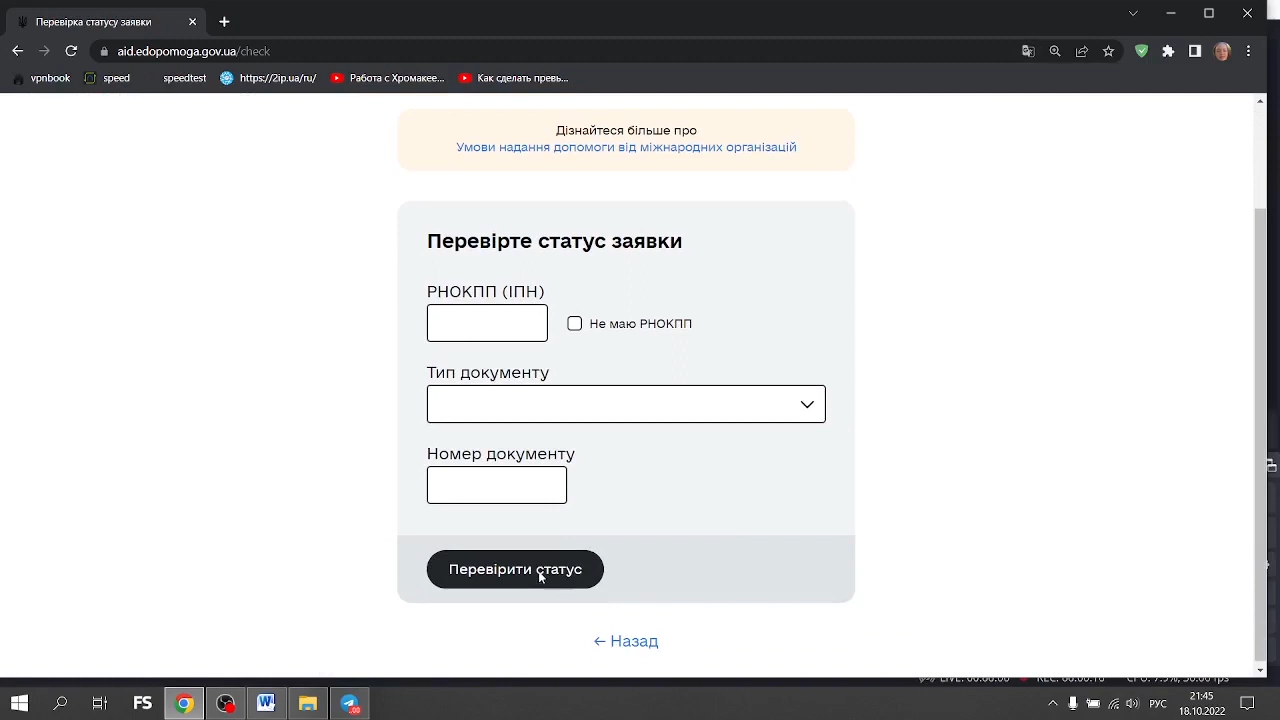 Перевірка статусу заявки
aid.edopomoga.gov.ua/check
vpnbook
speed
speedtest
https://2ip.ua/ru/
Работа с Хромакее...
Как сделать превь...
Дізнайтеся більше про
Умови надання допомоги від міжнародних організацій
Перевірте статус заявки
РНОКПП (ІПН)
Не маю РНОКПП
Тип документу
Номер документу
Перевірити статус
← Назад
FS
РУС
21:45
18.10.2022